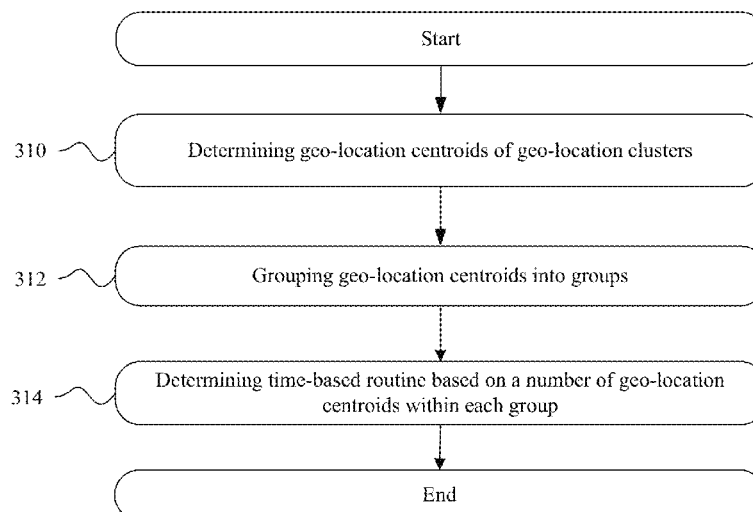 Start
310
Determining geo-location centroids of geo-location clusters
312
Grouping geo-location centroids into groups
314
Determining time-based routine based on a number of geo-location
centroids within each group
End